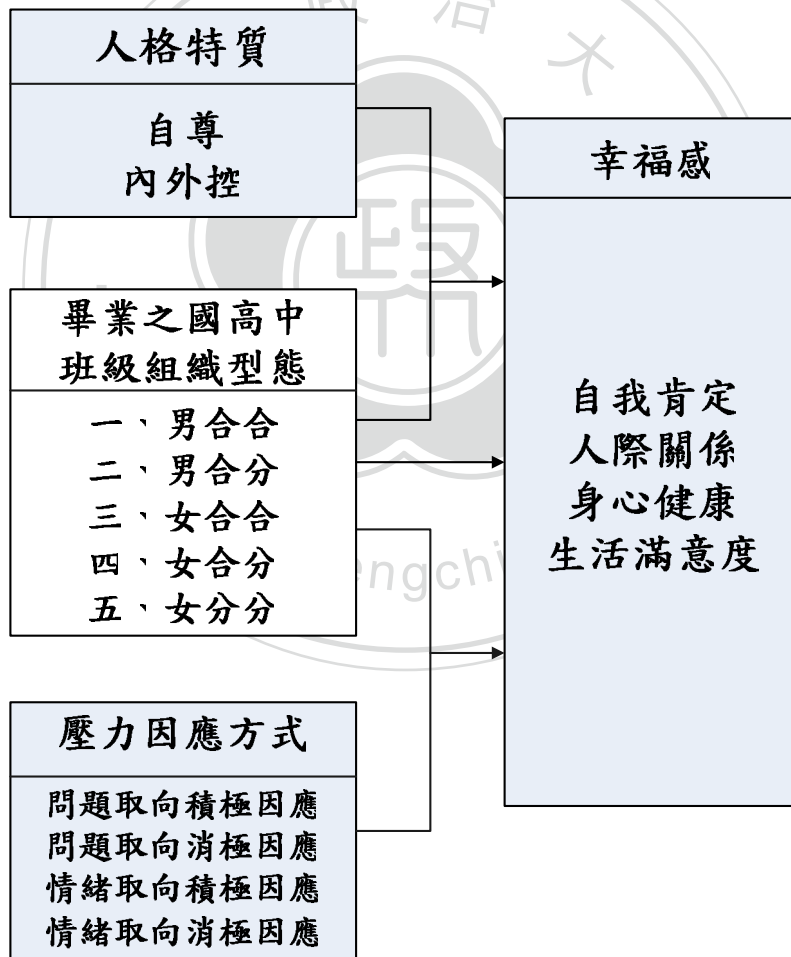 政治大
人格特質
自尊
內外控
畢業之國高中
班級組織型態
一、男合合
二、男合分
三、女合合
四、女合分
五、女分分
壓力因應方式
問題取向積極因應
問題取向消極因應
情緒取向積極因應
情緒取向消極因應
幸福感
自我肯定
人際關係
身心健康
生活滿意度
政
engchi